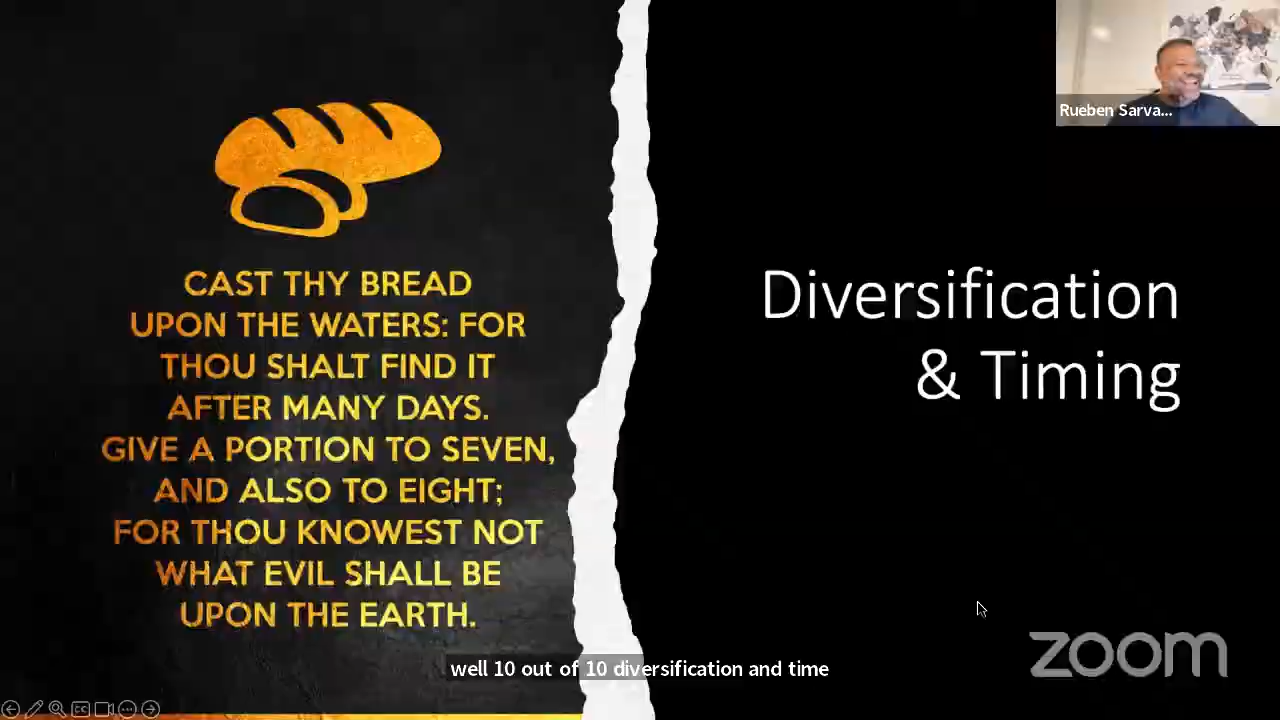 CAST THY BREAD
UPON THE WATERS: FOR
THOU SHALT FIND IT
AFTER MANY DAYS.
GIVE A PORTION TO SEVEN,
AND ALSO TO EIGHT;
FOR THOU KNOWEST NOT
WHAT EVIL SHALL BE
UPON THE EARTH.
Diversification
& Timing
Rueben Sarva...
well 10 out of 10 diversification and time
zoom
CC